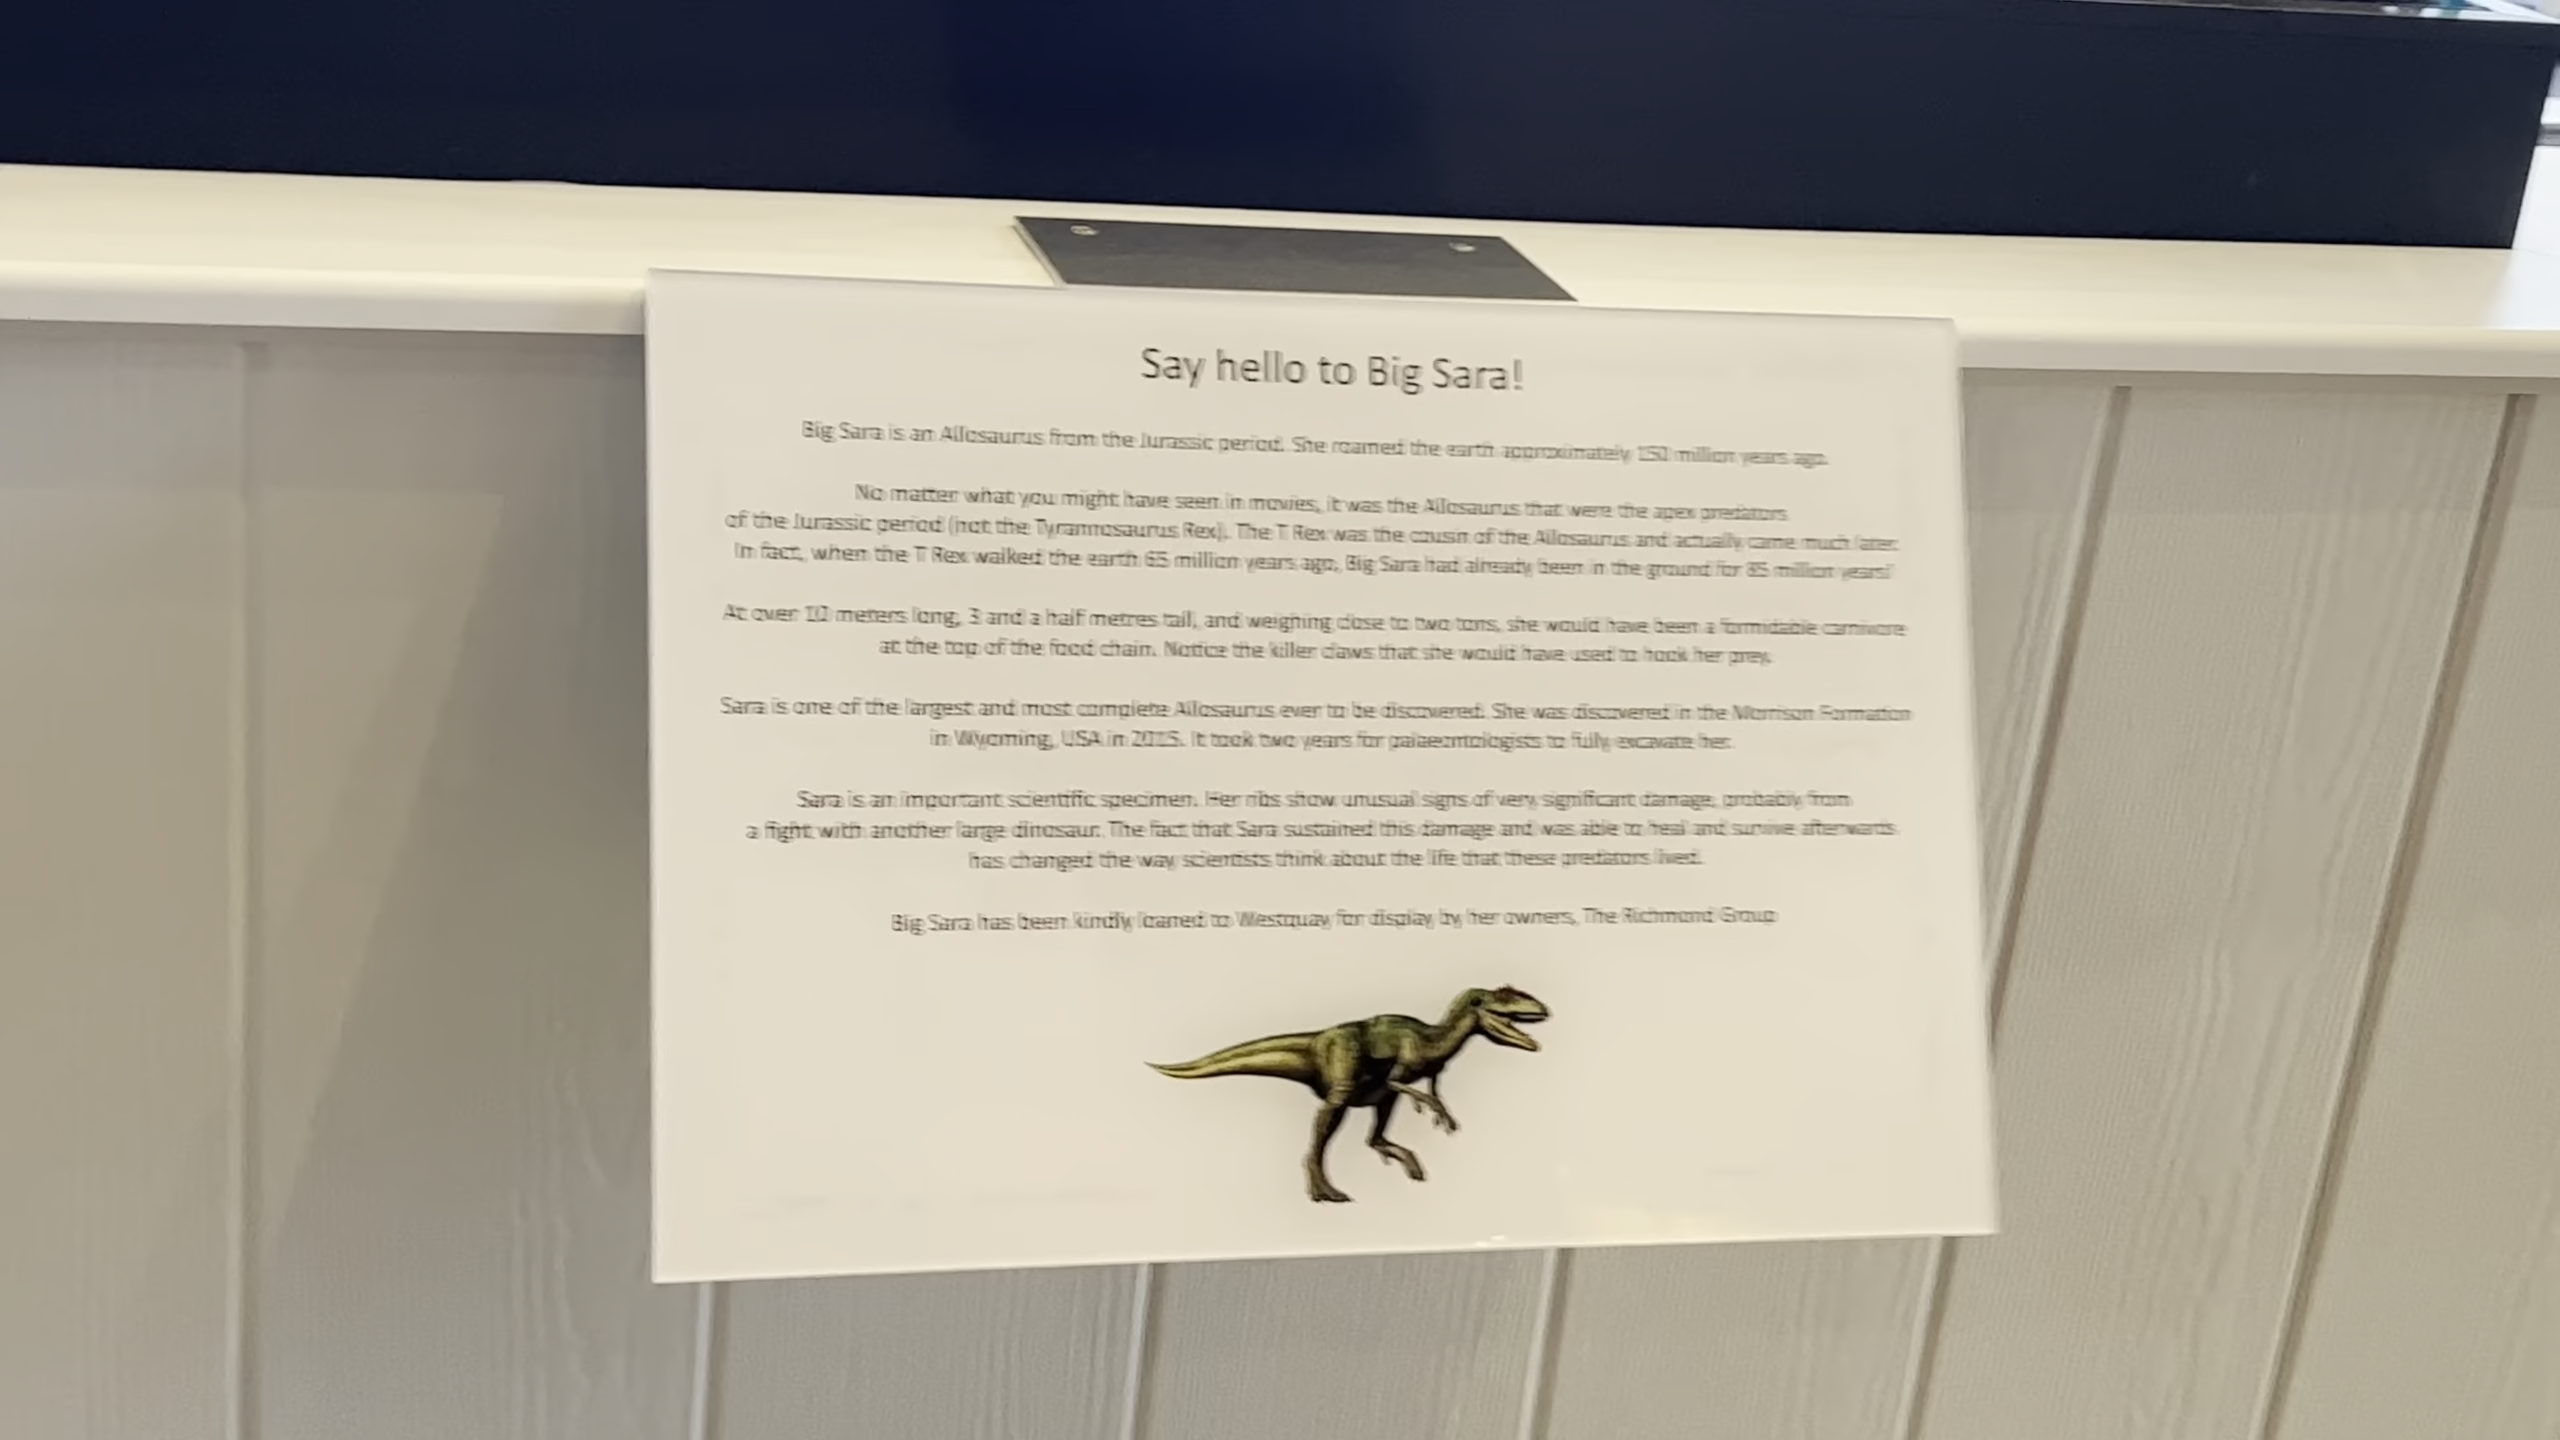 Say hello to Big Sara!
Big Sara is an Allosaurus from the Jurassic period. She roamed the earth approximately 150 million years ago.
No matter what you might have seen in movies, it was the Allosaurus that were the apex predators
of the Jurassic period (not the Tyrannosaurus Rex). The T Rex was the cousin of the Allosaurus and actually came much later.
In fact, when the T Rex walked the earth 65 million years ago, Big Sara had already been in the ground for 85 million years!
At over 10 meters long, 3 and a half metres tall, and weighing close to two tons, she would have been a formidable carnivore
at the top of the food chain. Notice the killer claws that she would have used to hook her prey.
Sara is one of the largest and most complete Allosaurus ever to be discovered. She was discovered in the Morrison Formation
in Wyoming, USA in 2015. It took two years for palaeontologists to fully excavate her.
Sara is an important scientific specimen. Her ribs show unusual signs of very significant damage, probably from
a fight with another large dinosaur. The fact that Sara sustained this damage and was able to heal and survive afterwards
has changed the way scientists think about the life that these predators lived.
Big Sara has been kindly loaned to Westquay for display by her owners, The Richmond Group